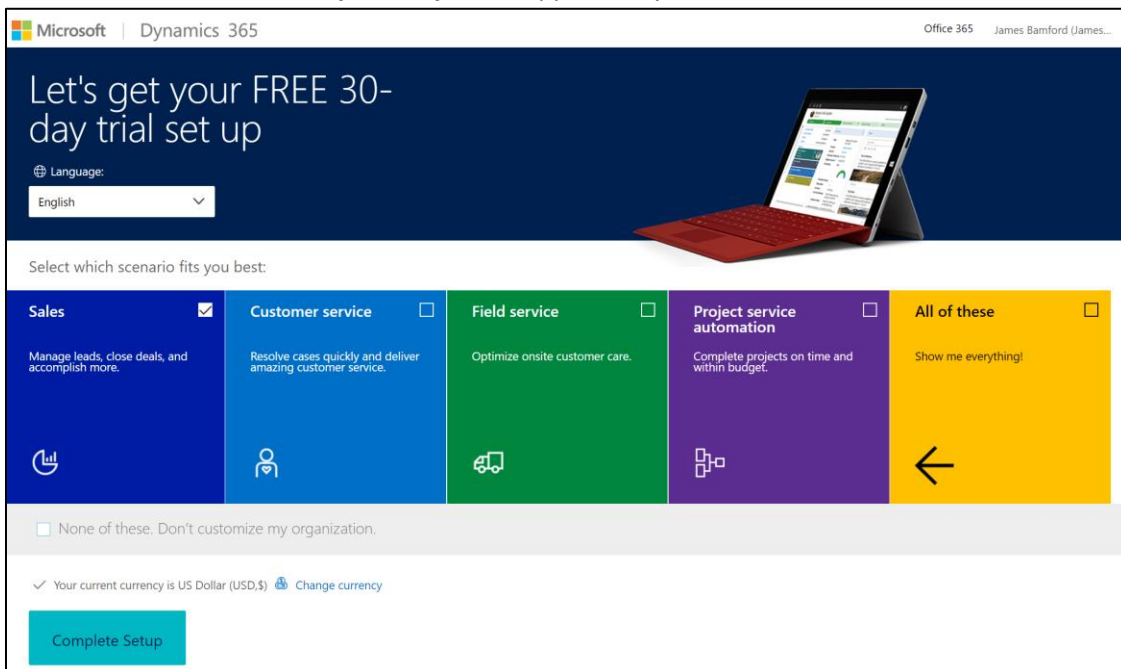 Microsoft | Dynamics 365
Office 365 James Bamford (James...
Let's get your FREE 30-
day trial set up
Language:
English
Select which scenario fits you best:
Sales
Manage leads, close deals, and
accomplish more.
Customer service
Resolve cases quickly and deliver
amazing customer service.
Field service
Optimize onsite customer care.
Project service
automation
Complete projects on time and
within budget.
All of these
Show me everything!
None of these. Don't customize my organization.
Your current currency is US Dollar (USD,$) Change currency
Complete Setup